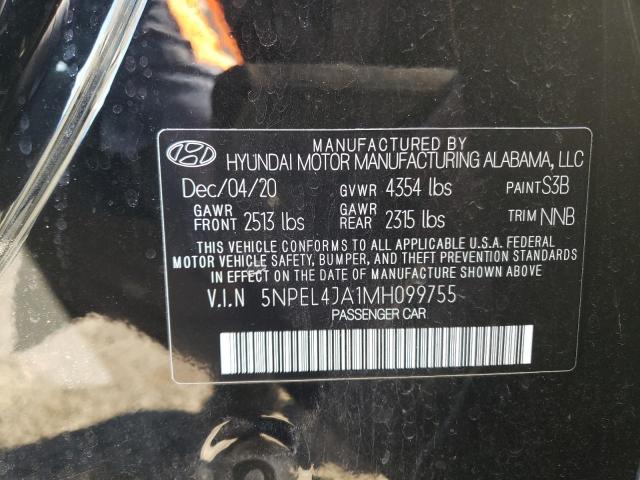 MANUFACTURED BY
HYUNDAI MOTOR MANUFACTURING ALABAMA, LLC
Dec/04/20 GVWR 4354 lbs PAINT S3B
GAWR FRONT 2513 lbs GAWR REAR 2315 lbs TRIM NNB
THIS VEHICLE CONFORMS TO ALL APPLICABLE U.S.A. FEDERAL
MOTOR VEHICLE SAFETY, BUMPER, AND THEFT PREVENTION STANDARDS
IN EFFECT ON THE DATE OF MANUFACTURE SHOWN ABOVE
V.I.N 5NPEL4JA1MH099755
PASSENGER CAR